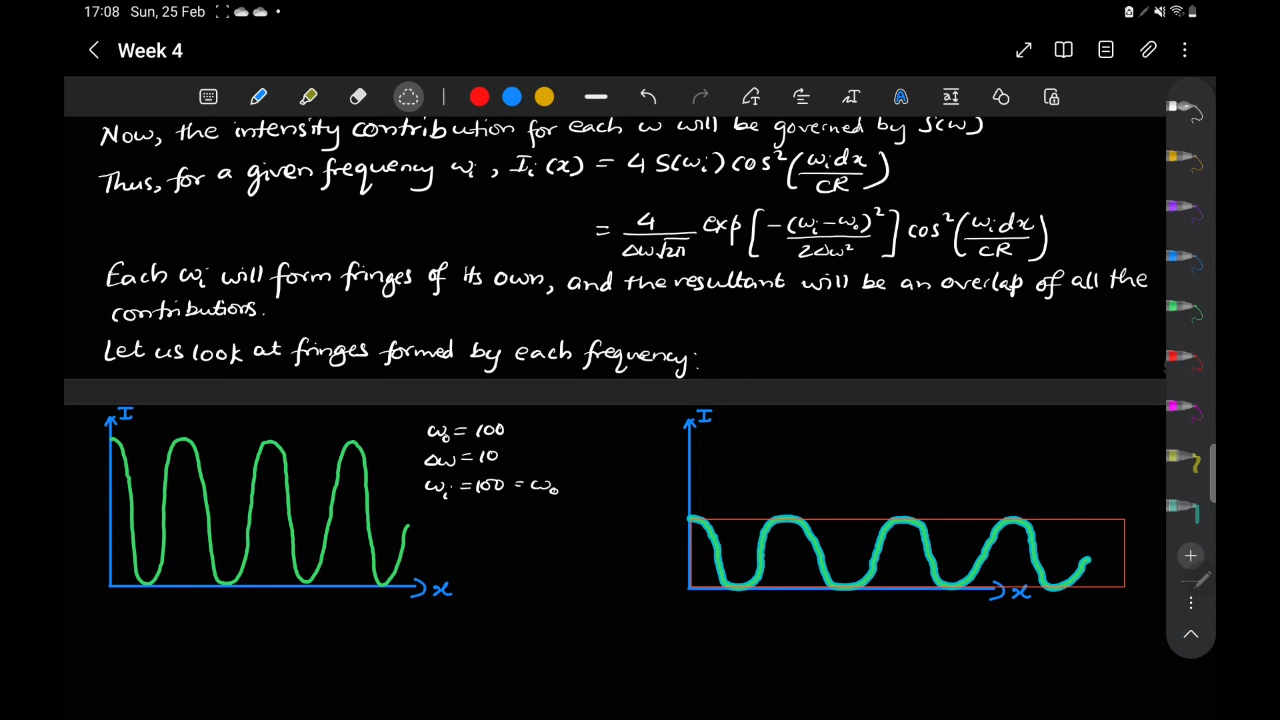 17:08 Sun, 25 Feb
Week 4
Now, the intensity contribution for each ω will be governed by S(ω)
Thus, for a given frequency ωᵢ, Iᵢ(x) = 4 S(ωᵢ) cos²(ωᵢdx/cR)
= 4/(Δω√2π) exp[-(ωᵢ-ω₀)²/2Δω²] cos²(ωᵢdx/cR)
Each ωᵢ will form fringes of its own, and the resultant will be an overlap of all the
contributions.
Let us look at fringes formed by each frequency:
I
ω₀ = 100
Δω = 10
ωᵢ = 100 = ω₀
x
I
x